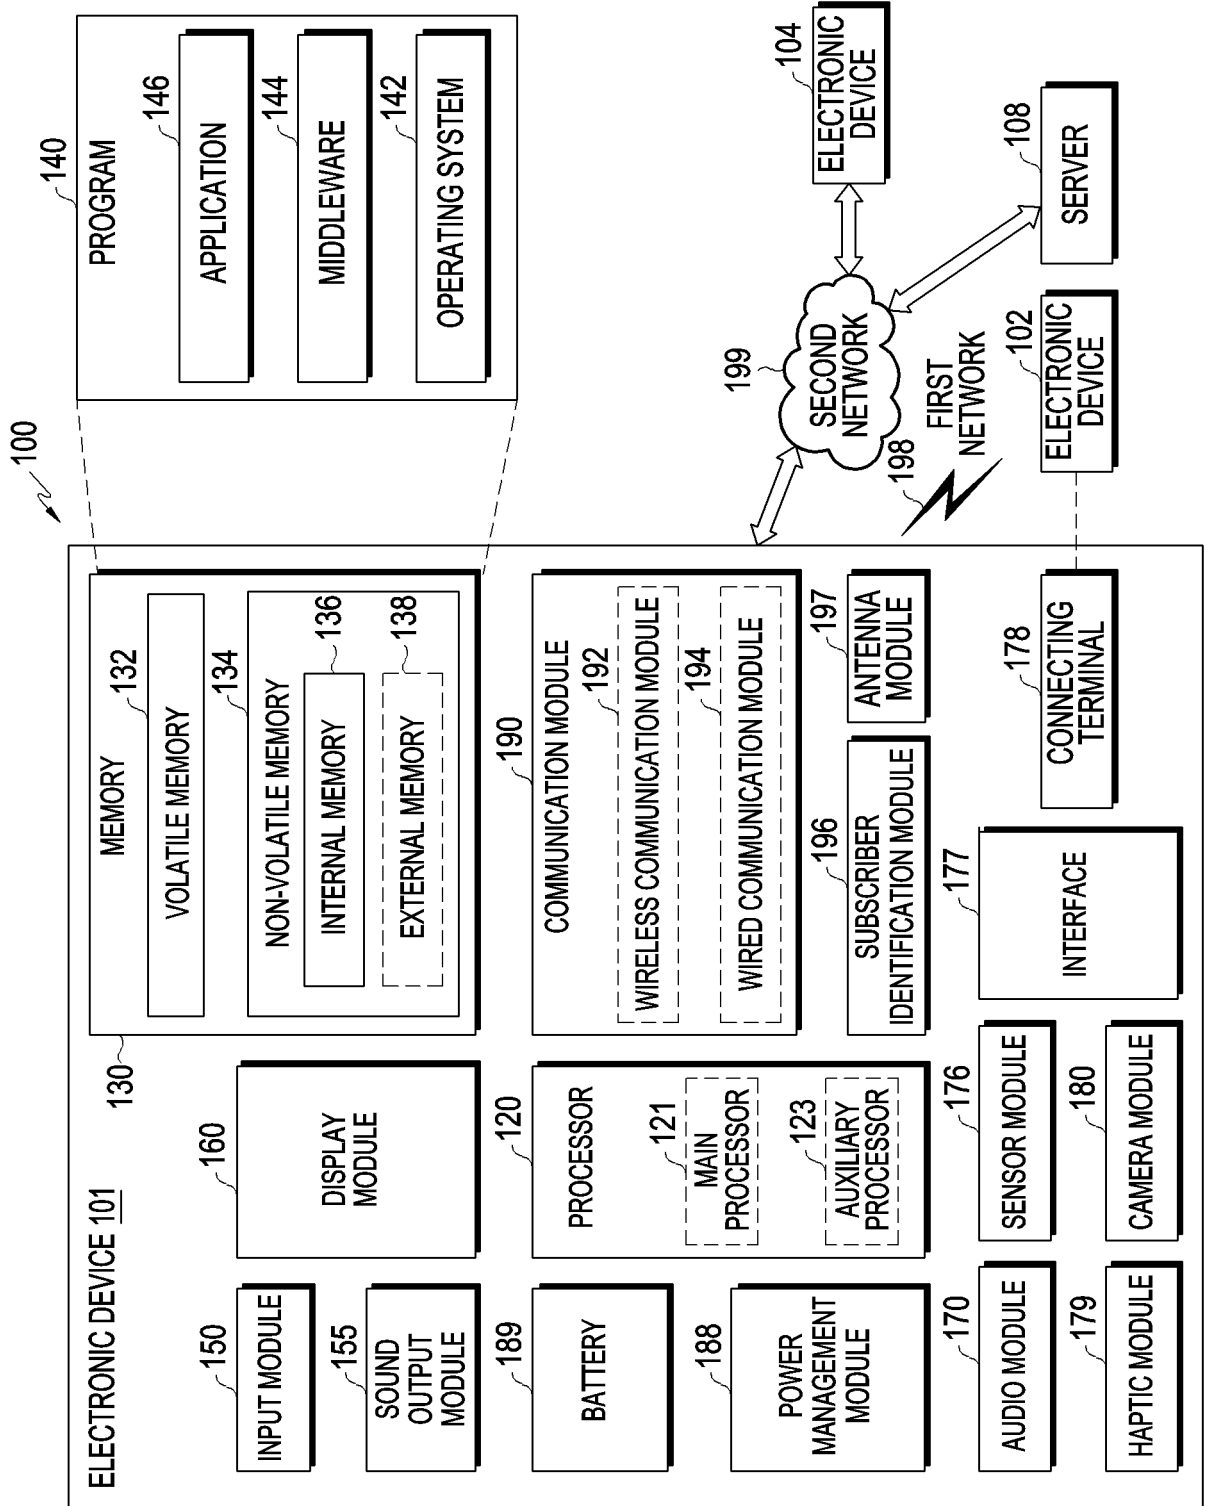 100
ELECTRONIC DEVICE 101
150
INPUT MODULE
155
SOUND
OUTPUT
MODULE
189
BATTERY
188
POWER
MANAGEMENT
MODULE
170
AUDIO MODULE
179
HAPTIC MODULE
160
DISPLAY
MODULE
120
PROCESSOR
121
MAIN
PROCESSOR
123
AUXILIARY
PROCESSOR
176
SENSOR MODULE
180
CAMERA MODULE
130
MEMORY
132
VOLATILE MEMORY
134
NON-VOLATILE MEMORY
136
INTERNAL MEMORY
138
EXTERNAL MEMORY
190
COMMUNICATION MODULE
192
WIRELESS COMMUNICATION MODULE
194
WIRED COMMUNICATION MODULE
196
SUBSCRIBER
IDENTIFICATION MODULE
197
ANTENNA
MODULE
177
INTERFACE
178
CONNECTING
TERMINAL
140
PROGRAM
146
APPLICATION
144
MIDDLEWARE
142
OPERATING SYSTEM
199
SECOND
NETWORK
198
FIRST
NETWORK
104
ELECTRONIC
DEVICE
108
SERVER
102
ELECTRONIC
DEVICE